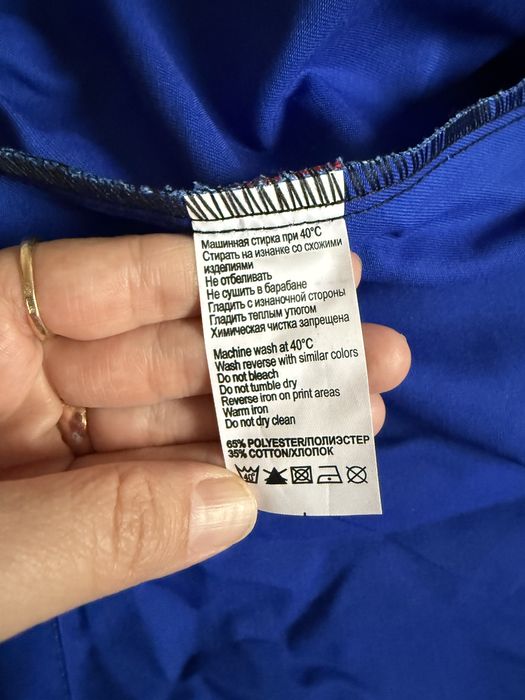 Машинная стирка при 40°C
Стирать на изнанке со схожими
изделиями
Не отбеливать
Не сушить в барабане
Гладить с изнаночной стороны
Гладить теплым утюгом
Химическая чистка запрещена
Machine wash at 40°C
Wash reverse with similar colors
Do not bleach
Do not tumble dry
Reverse iron on print areas
Warm iron
Do not dry clean
65% POLYESTER/ПОЛИЭСТЕР
35% COTTON/ХЛОПОК
40°